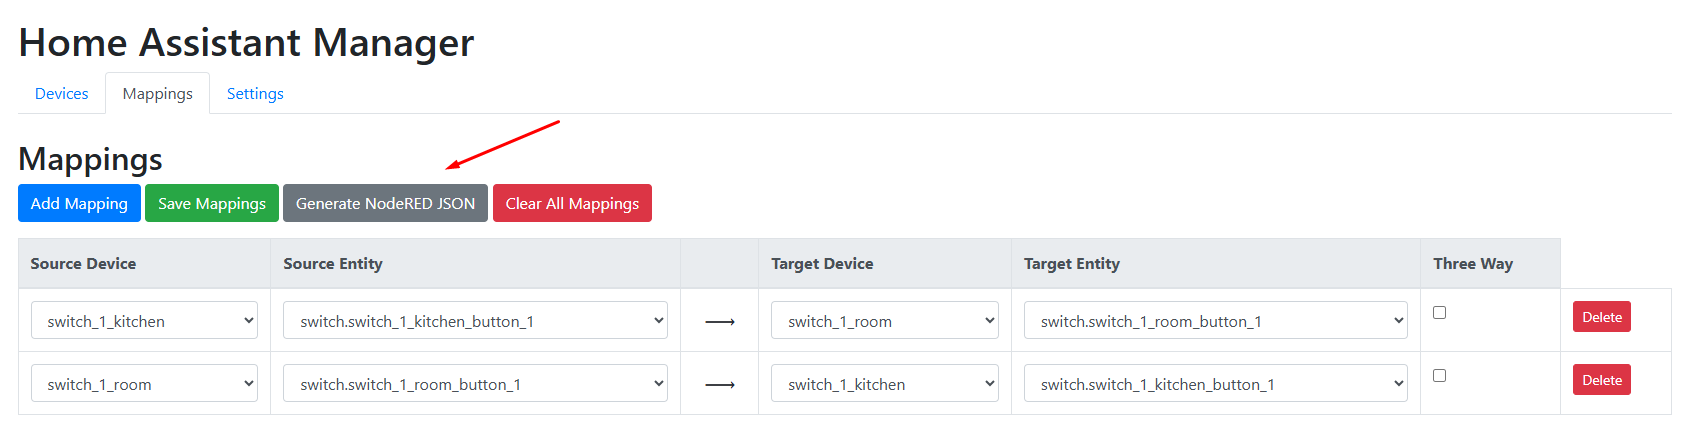 Home Assistant Manager
Devices Mappings Settings
Mappings
Add Mapping Save Mappings Generate NodeRED JSON Clear All Mappings
Source Device Source Entity Target Device Target Entity Three Way
switch_1_kitchen switch.switch_1_kitchen_button_1 ⟶ switch_1_room switch.switch_1_room_button_1 Delete
switch_1_room switch.switch_1_room_button_1 ⟶ switch_1_kitchen switch.switch_1_kitchen_button_1 Delete